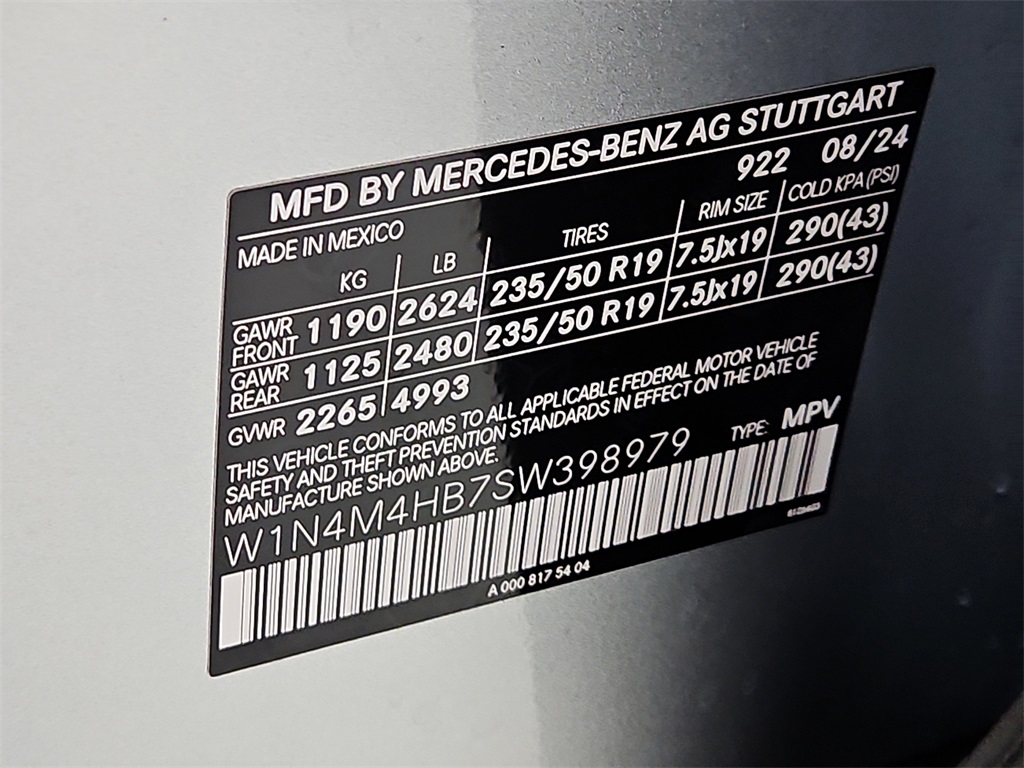 MFD BY MERCEDES-BENZ AG STUTTGART
922 08/24
MADE IN MEXICO
KG LB TIRES RIM SIZE COLD KPA (PSI)
GAWR FRONT 1190 2624 235/50 R19 7.5Jx19 290(43)
GAWR REAR 1125 2480 235/50 R19 7.5Jx19 290(43)
GVWR 2265 4993
THIS VEHICLE CONFORMS TO ALL APPLICABLE FEDERAL MOTOR VEHICLE
SAFETY AND THEFT PREVENTION STANDARDS IN EFFECT ON THE DATE OF
MANUFACTURE SHOWN ABOVE.
W1N4M4HB7SW398979 TYPE: MPV
A 000 817 54 04